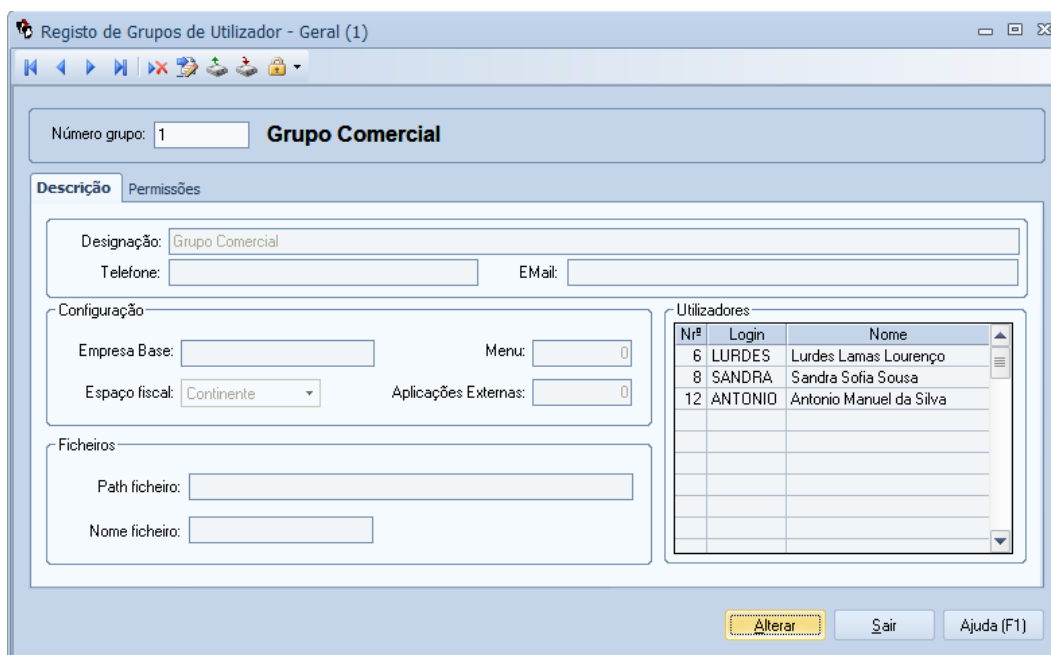 Registo de Grupos de Utilizador - Geral (1)
Número grupo: 1 Grupo Comercial
Descrição Permissões
Designação: Grupo Comercial
Telefone: EMail:
Configuração
Empresa Base: Menu: 0
Espaço fiscal: Continente Aplicações Externas: 0
Ficheiros
Path ficheiro:
Nome ficheiro:
Utilizadores
Nrº Login Nome
6 LURDES Lurdes Lamas Lourenço
8 SANDRA Sandra Sofia Sousa
12 ANTONIO Antonio Manuel da Silva
Alterar Sair Ajuda (F1)